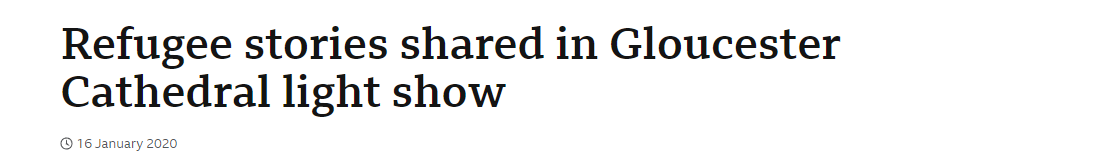 Refugee stories shared in Gloucester
Cathedral light show
16 January 2020